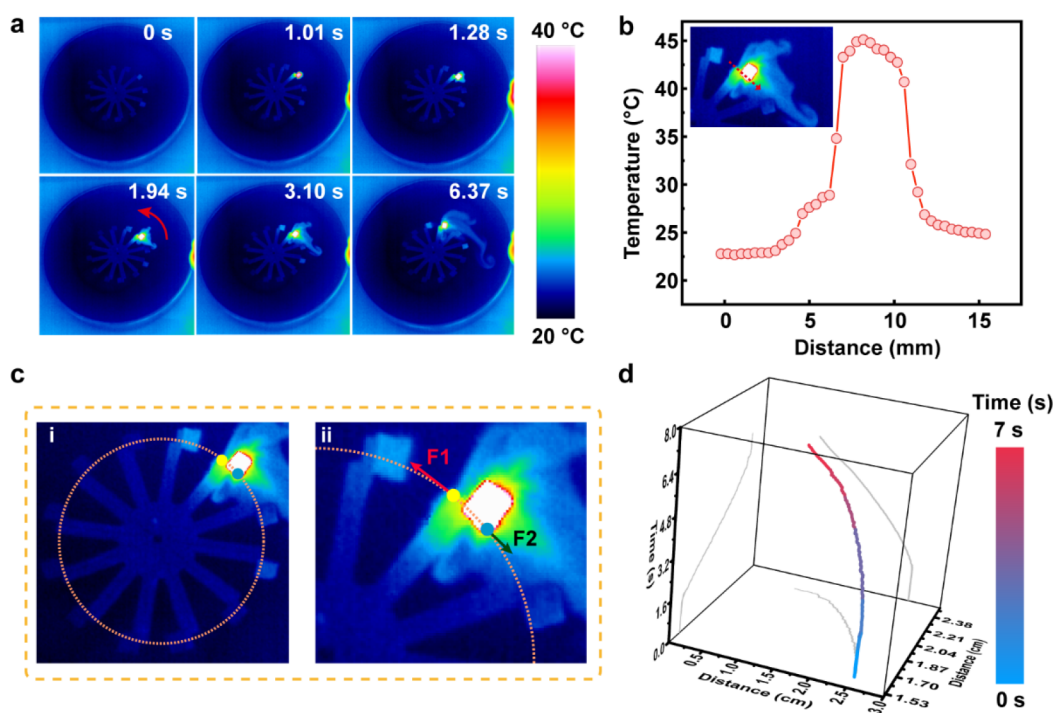 a
0 s
1.01 s
1.28 s
1.94 s
3.10 s
6.37 s
40 °C
20 °C
b
Temperature (°C)
45
40
35
30
25
20
0
5
10
15
Distance (mm)
c
i
ii
F1
F2
d
Time (s)
7 s
0 s
Time (s)
8.0
6.4
4.8
3.2
1.6
0.0
0.5
1.0
1.5
2.0
2.5
3.0
Distance (cm)
2.38
2.21
2.04
1.87
1.70
1.53
Distance (cm)